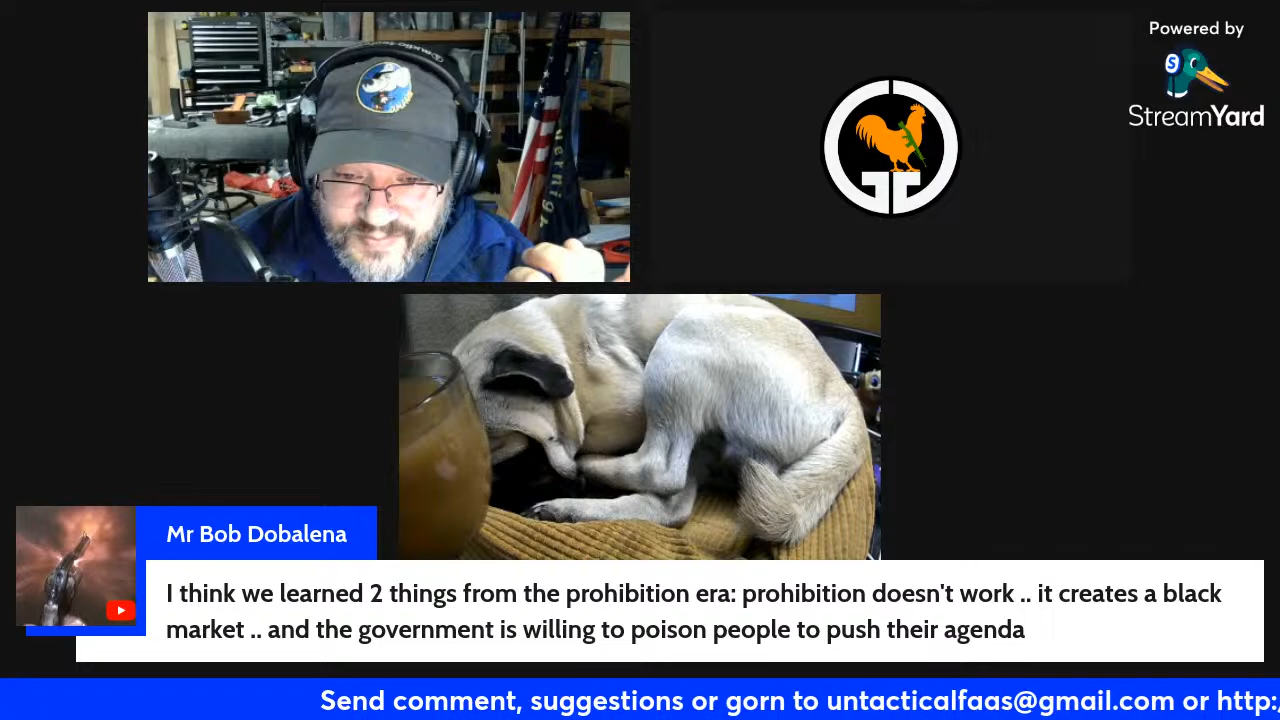 Powered by
S
StreamYard
Mr Bob Dobalena
I think we learned 2 things from the prohibition era: prohibition doesn't work .. it creates a black
market .. and the government is willing to poison people to push their agenda
Send comment, suggestions or gorn to untacticalfaas@gmail.com or http:/